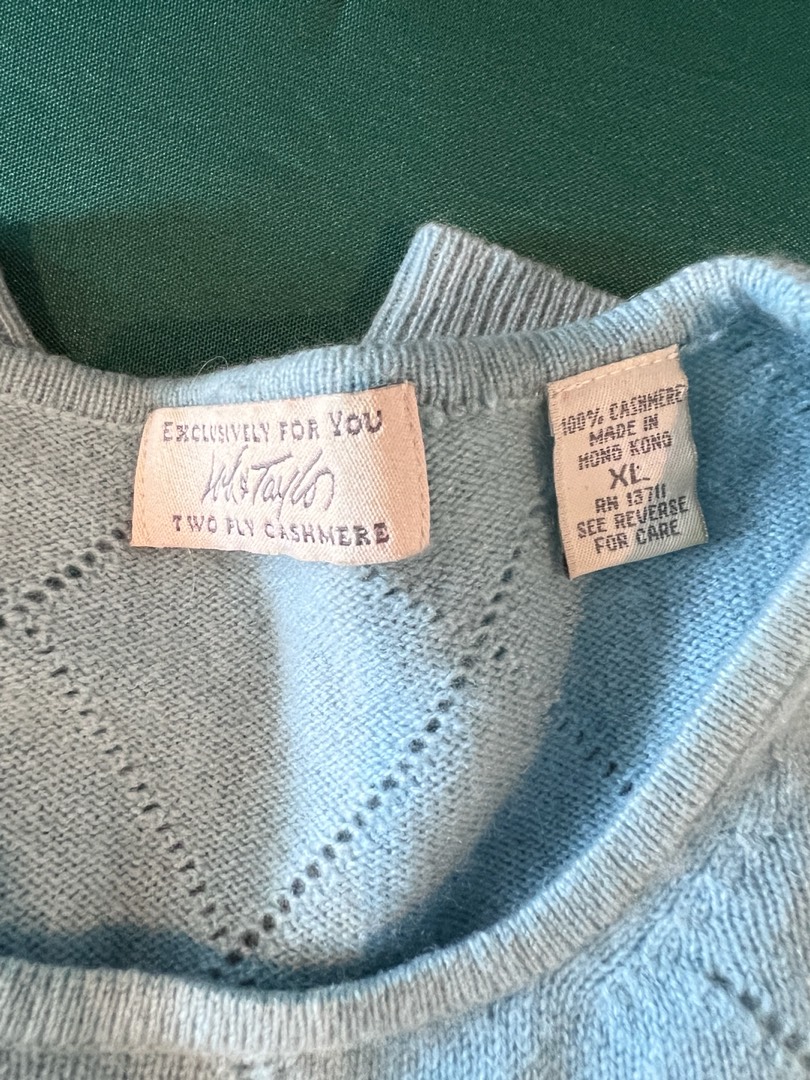 EXCLUSIVELY FOR YOU
Lord & Taylor
TWO PLY CASHMERE
100% CASHMERE
MADE IN
HONG KONG
XL
RN 13711
SEE REVERSE
FOR CARE